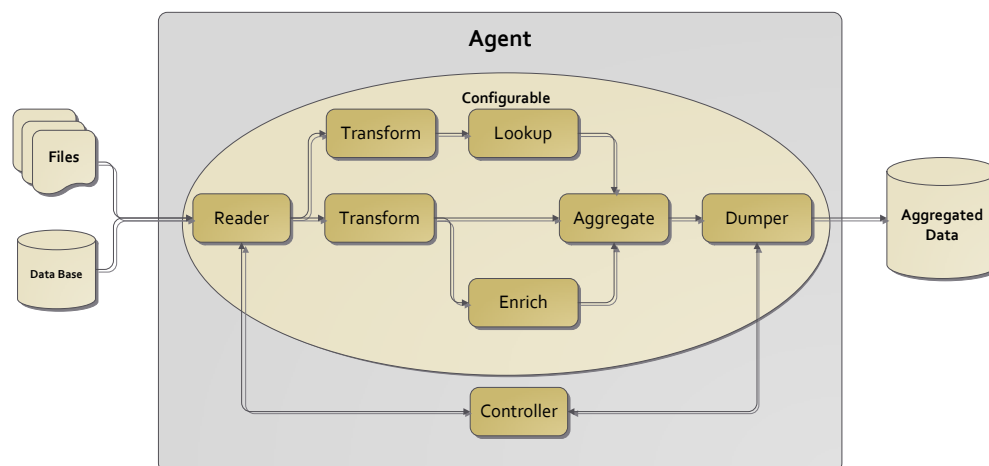 Agent
Configurable
Transform
Lookup
Files
Reader
Transform
Aggregate
Dumper
Aggregated
Data
Data Base
Enrich
Controller